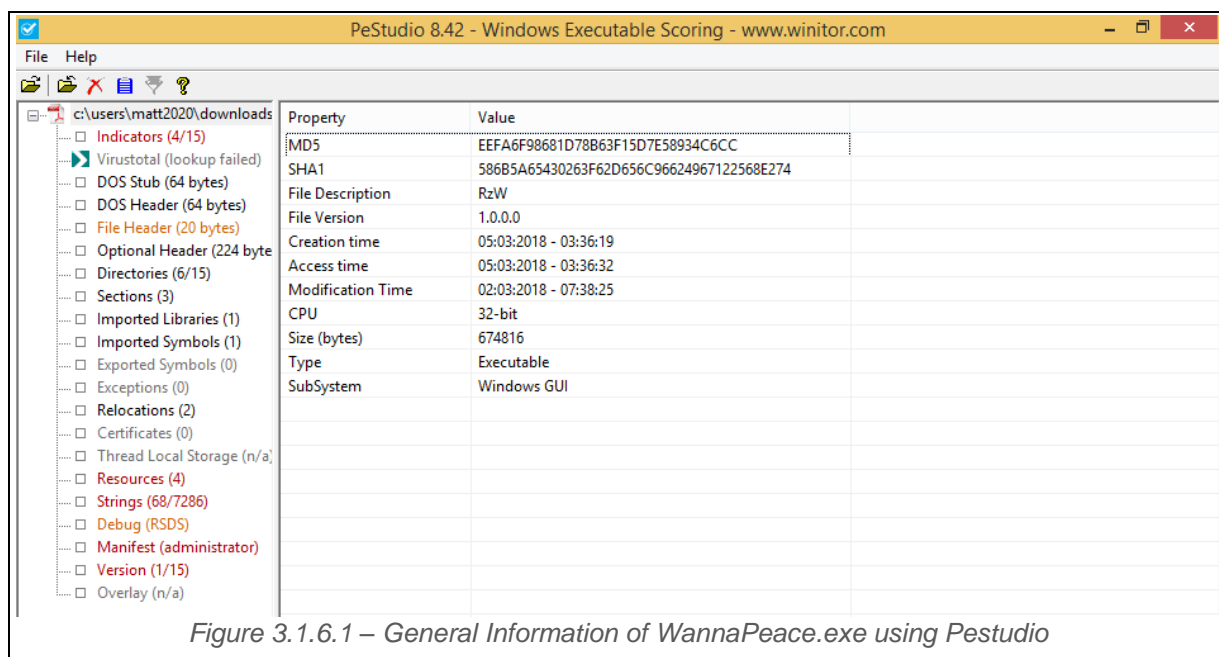 PeStudio 8.42 - Windows Executable Scoring - www.winitor.com
File Help
c:\users\matt2020\downloads
Indicators (4/15)
Virustotal (lookup failed)
DOS Stub (64 bytes)
DOS Header (64 bytes)
File Header (20 bytes)
Optional Header (224 byte
Directories (6/15)
Sections (3)
Imported Libraries (1)
Imported Symbols (1)
Exported Symbols (0)
Exceptions (0)
Relocations (2)
Certificates (0)
Thread Local Storage (n/a)
Resources (4)
Strings (68/7286)
Debug (RSDS)
Manifest (administrator)
Version (1/15)
Overlay (n/a)
Property Value
MD5 EEFA6F98681D78B63F15D7E58934C6CC
SHA1 586B5A65430263F62D656C96624967122568E274
File Description RzW
File Version 1.0.0.0
Creation time 05:03:2018 - 03:36:19
Access time 05:03:2018 - 03:36:32
Modification Time 02:03:2018 - 07:38:25
CPU 32-bit
Size (bytes) 674816
Type Executable
SubSystem Windows GUI
Figure 3.1.6.1 – General Information of WannaPeace.exe using Pestudio